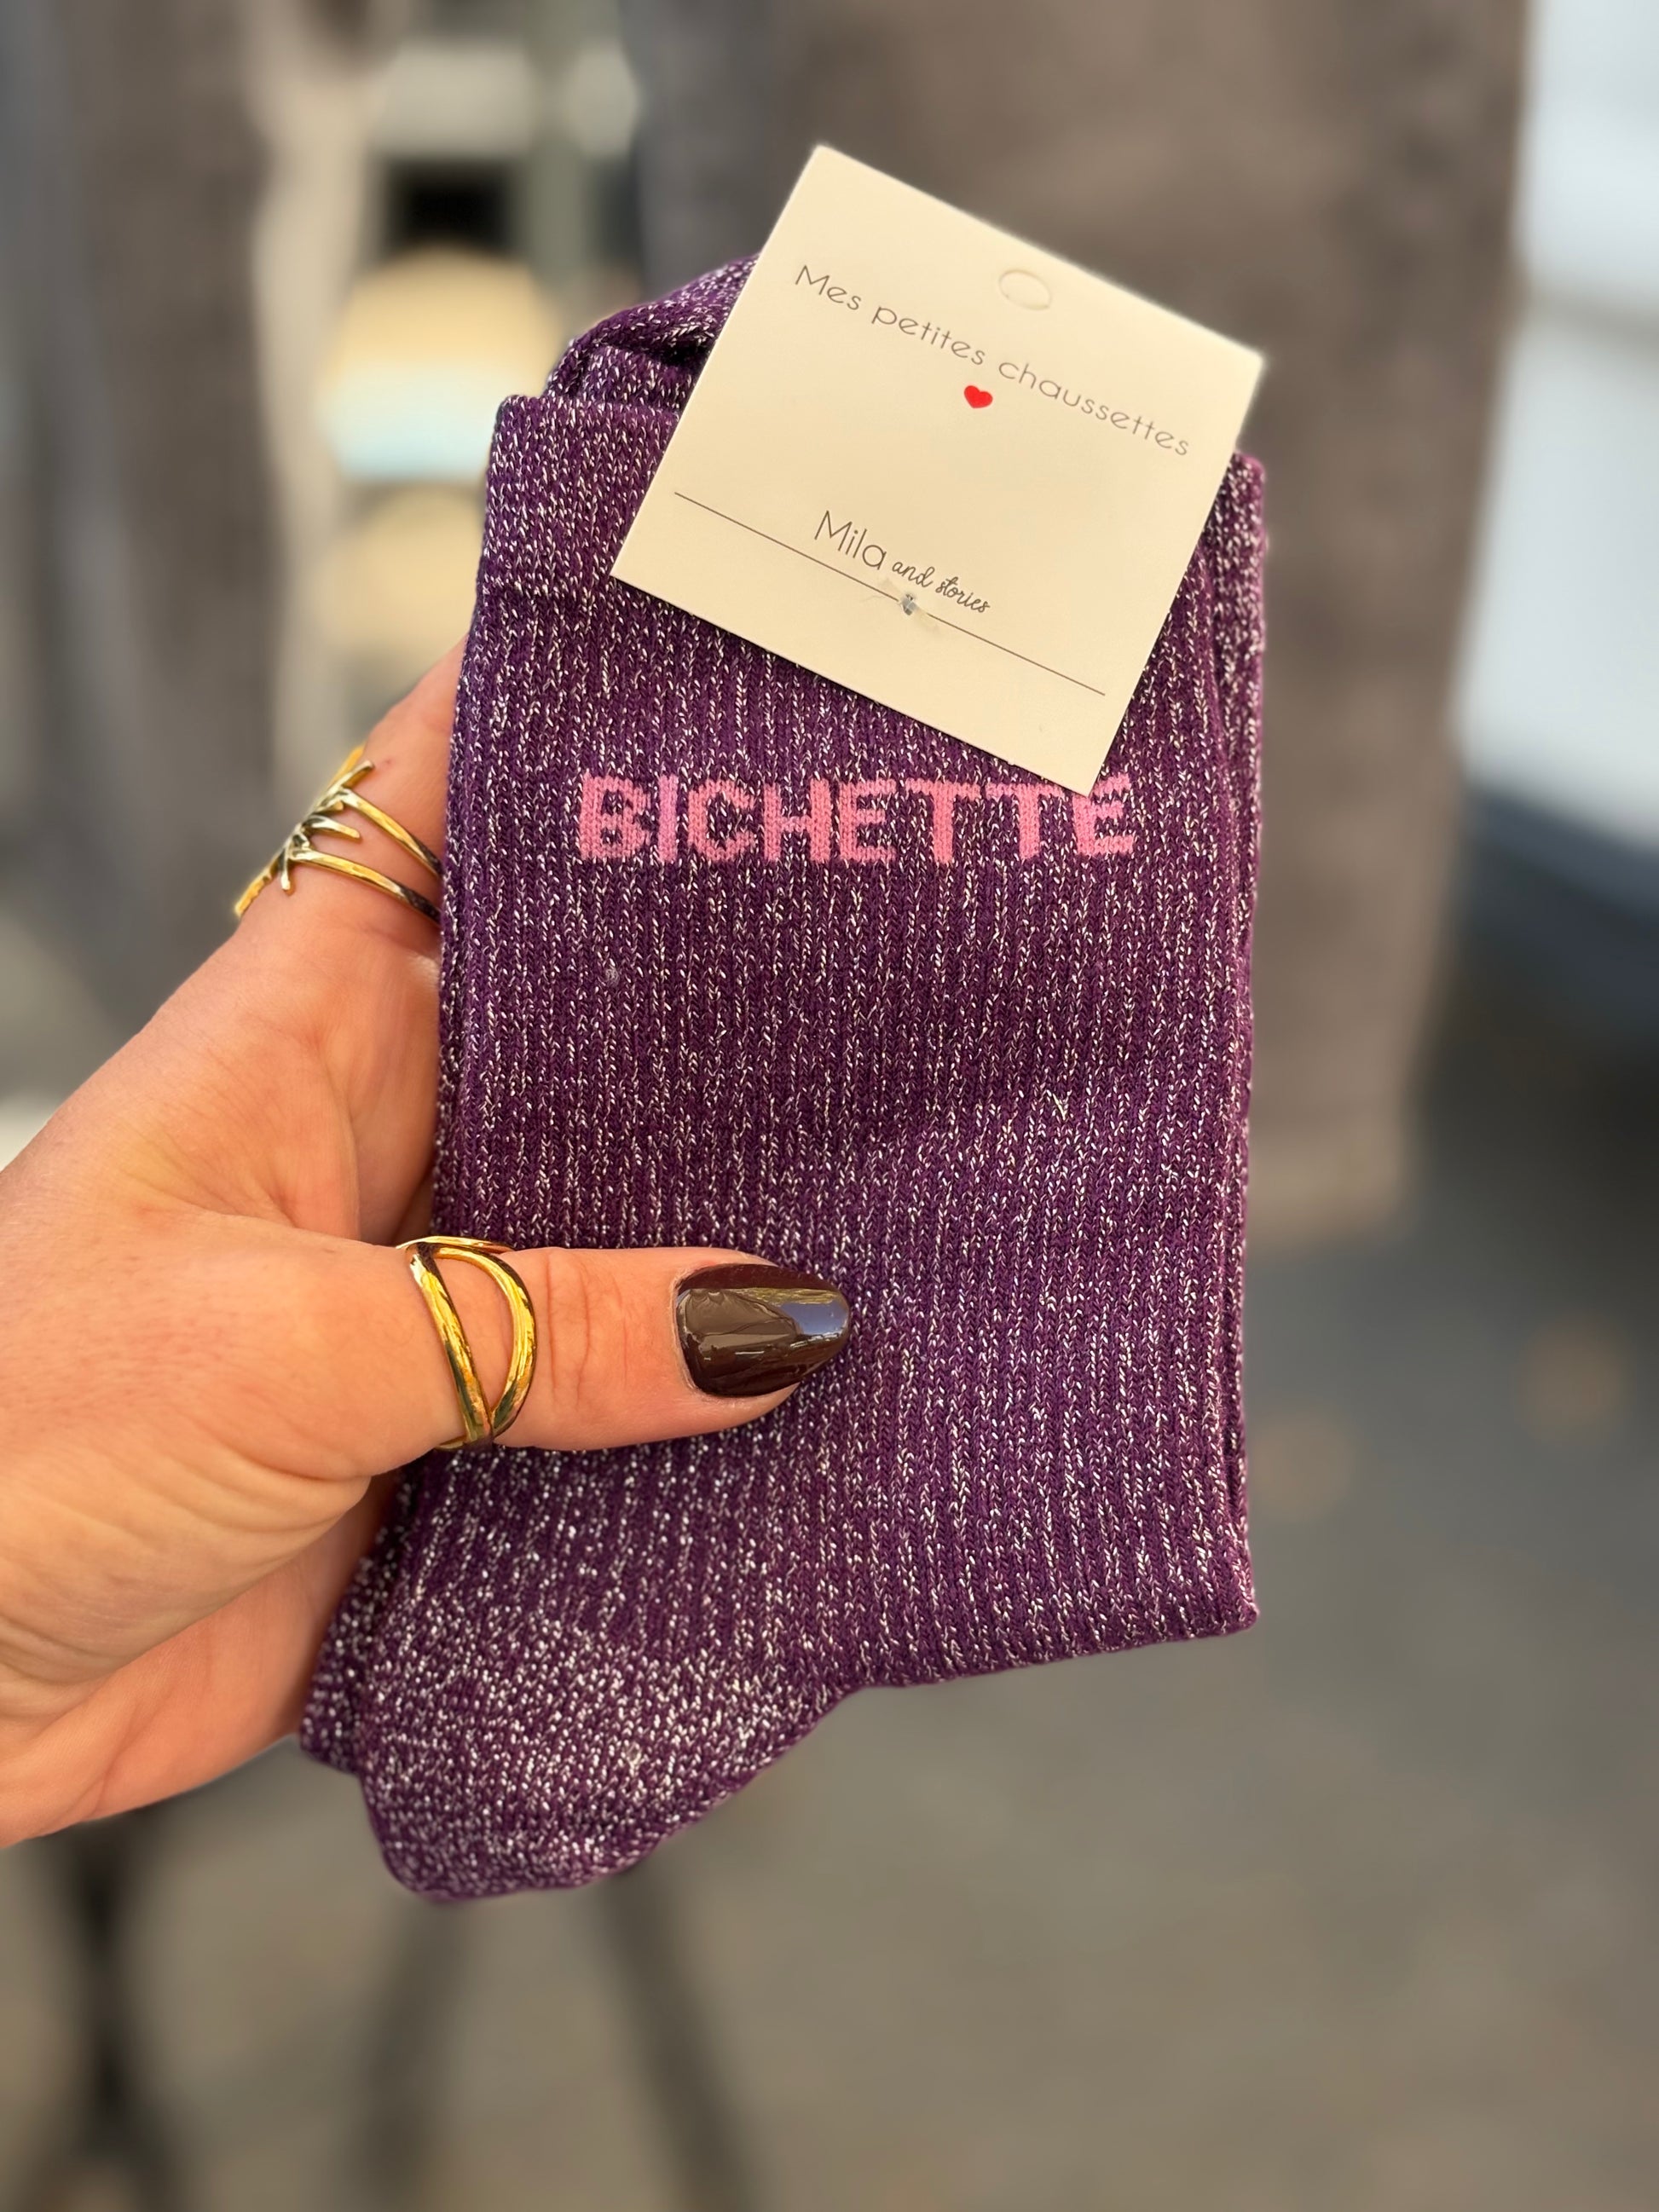 Mes petites chaussettes
Mila and stories
BICHETTE